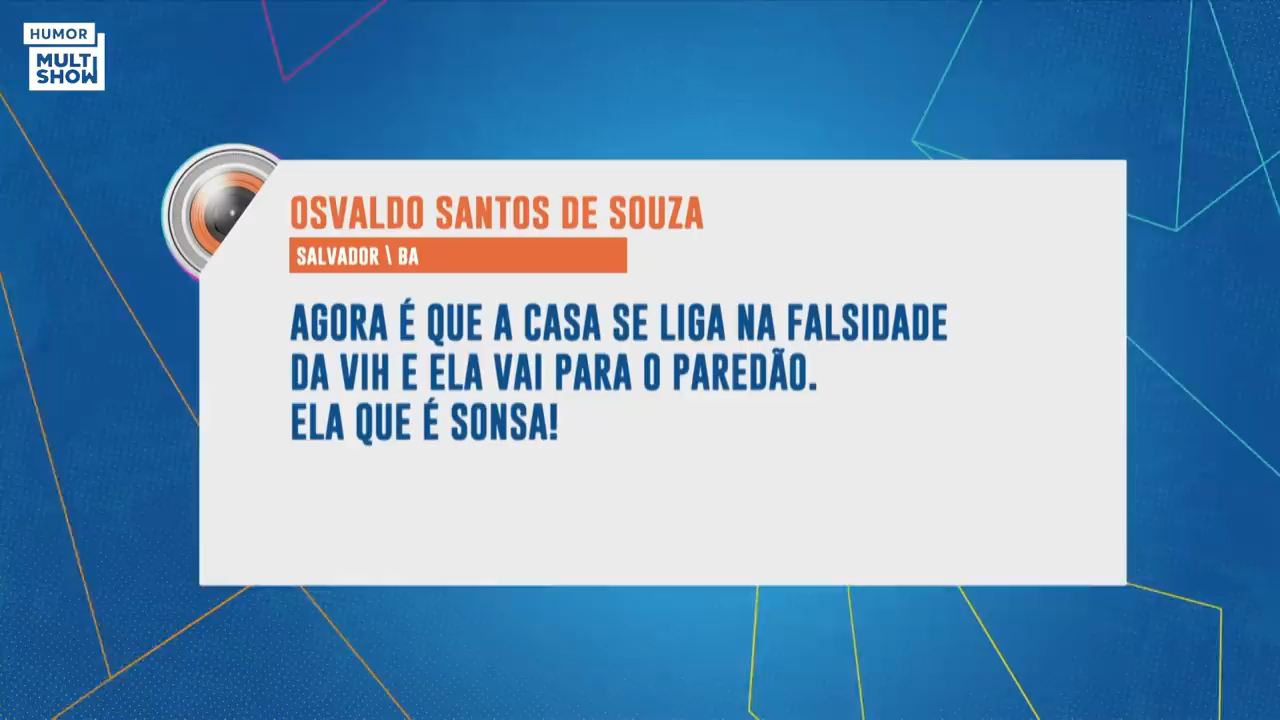 HUMOR
MULT
SHOW
OSVALDO SANTOS DE SOUZA
SALVADOR \ BA
AGORA É QUE A CASA SE LIGA NA FALSIDADE
DA VIH E ELA VAI PARA O PAREDÃO.
ELA QUE É SONSA!